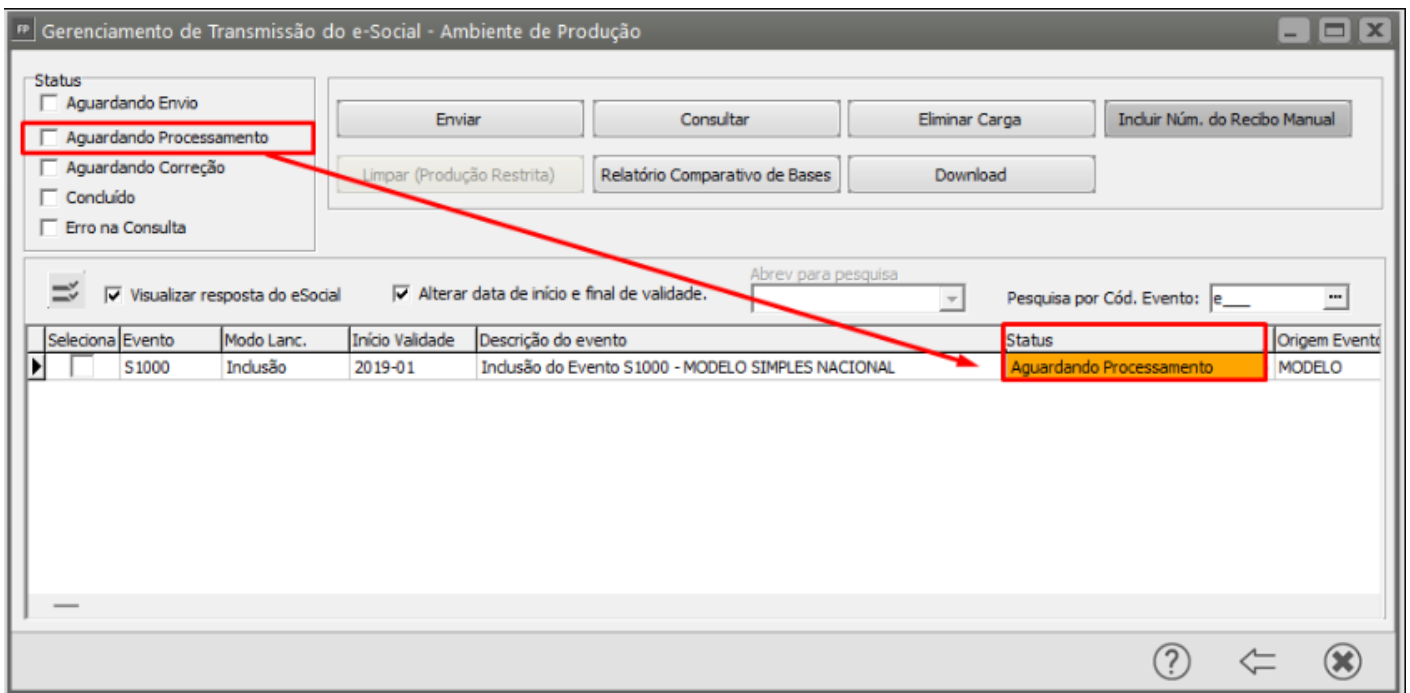 FP Gerenciamento de Transmissão do e-Social - Ambiente de Produção
Status
Aguardando Envio
Aguardando Processamento
Aguardando Correção
Concluído
Erro na Consulta
Enviar Consultar Eliminar Carga Incluir Núm. do Recibo Manual
Limpar (Produção Restrita) Relatório Comparativo de Bases Download
Abrev para pesquisa
Visualizar resposta do eSocial Alterar data de início e final de validade. Pesquisa por Cód. Evento: e___ ...
Seleciona Evento Modo Lanc. Início Validade Descrição do evento Status Origem Evento
S1000 Inclusão 2019-01 Inclusão do Evento S1000 - MODELO SIMPLES NACIONAL Aguardando Processamento MODELO
?